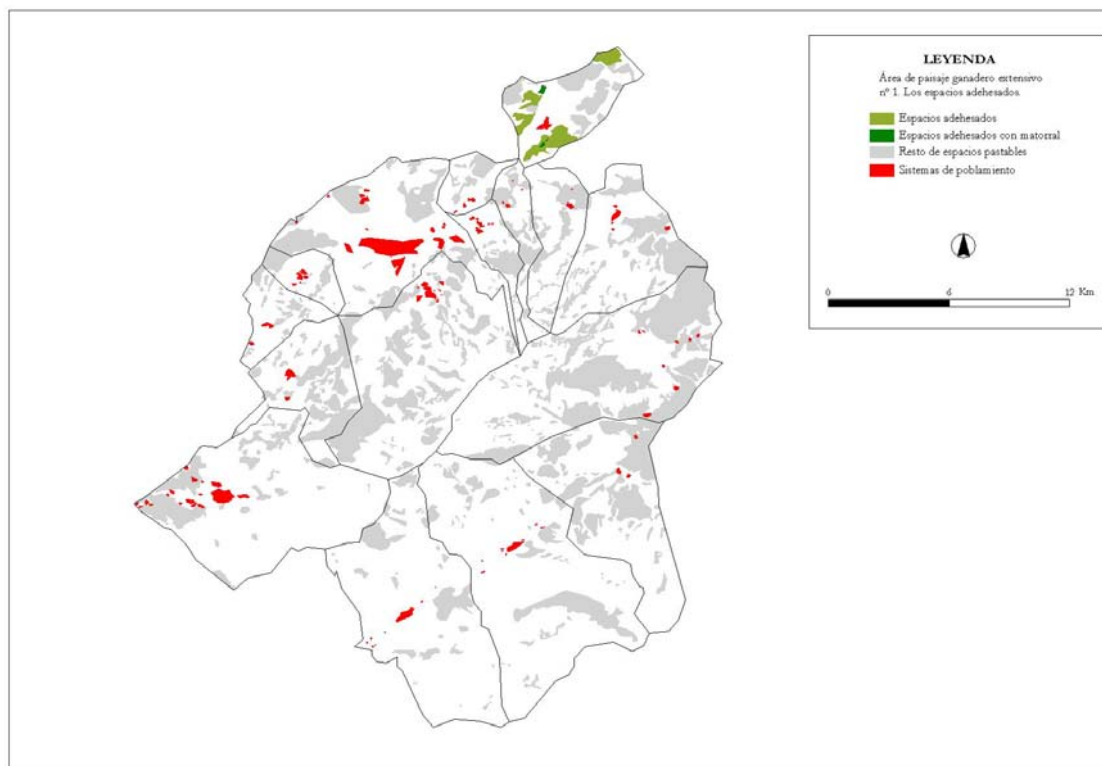 LEYENDA
Área de paisaje ganadero extensivo
nº 1. Los espacios adehesados.
Espacios adehesados
Espacios adehesados con matorral
Resto de espacios pastables
Sistemas de poblamiento
0 6 12 Km